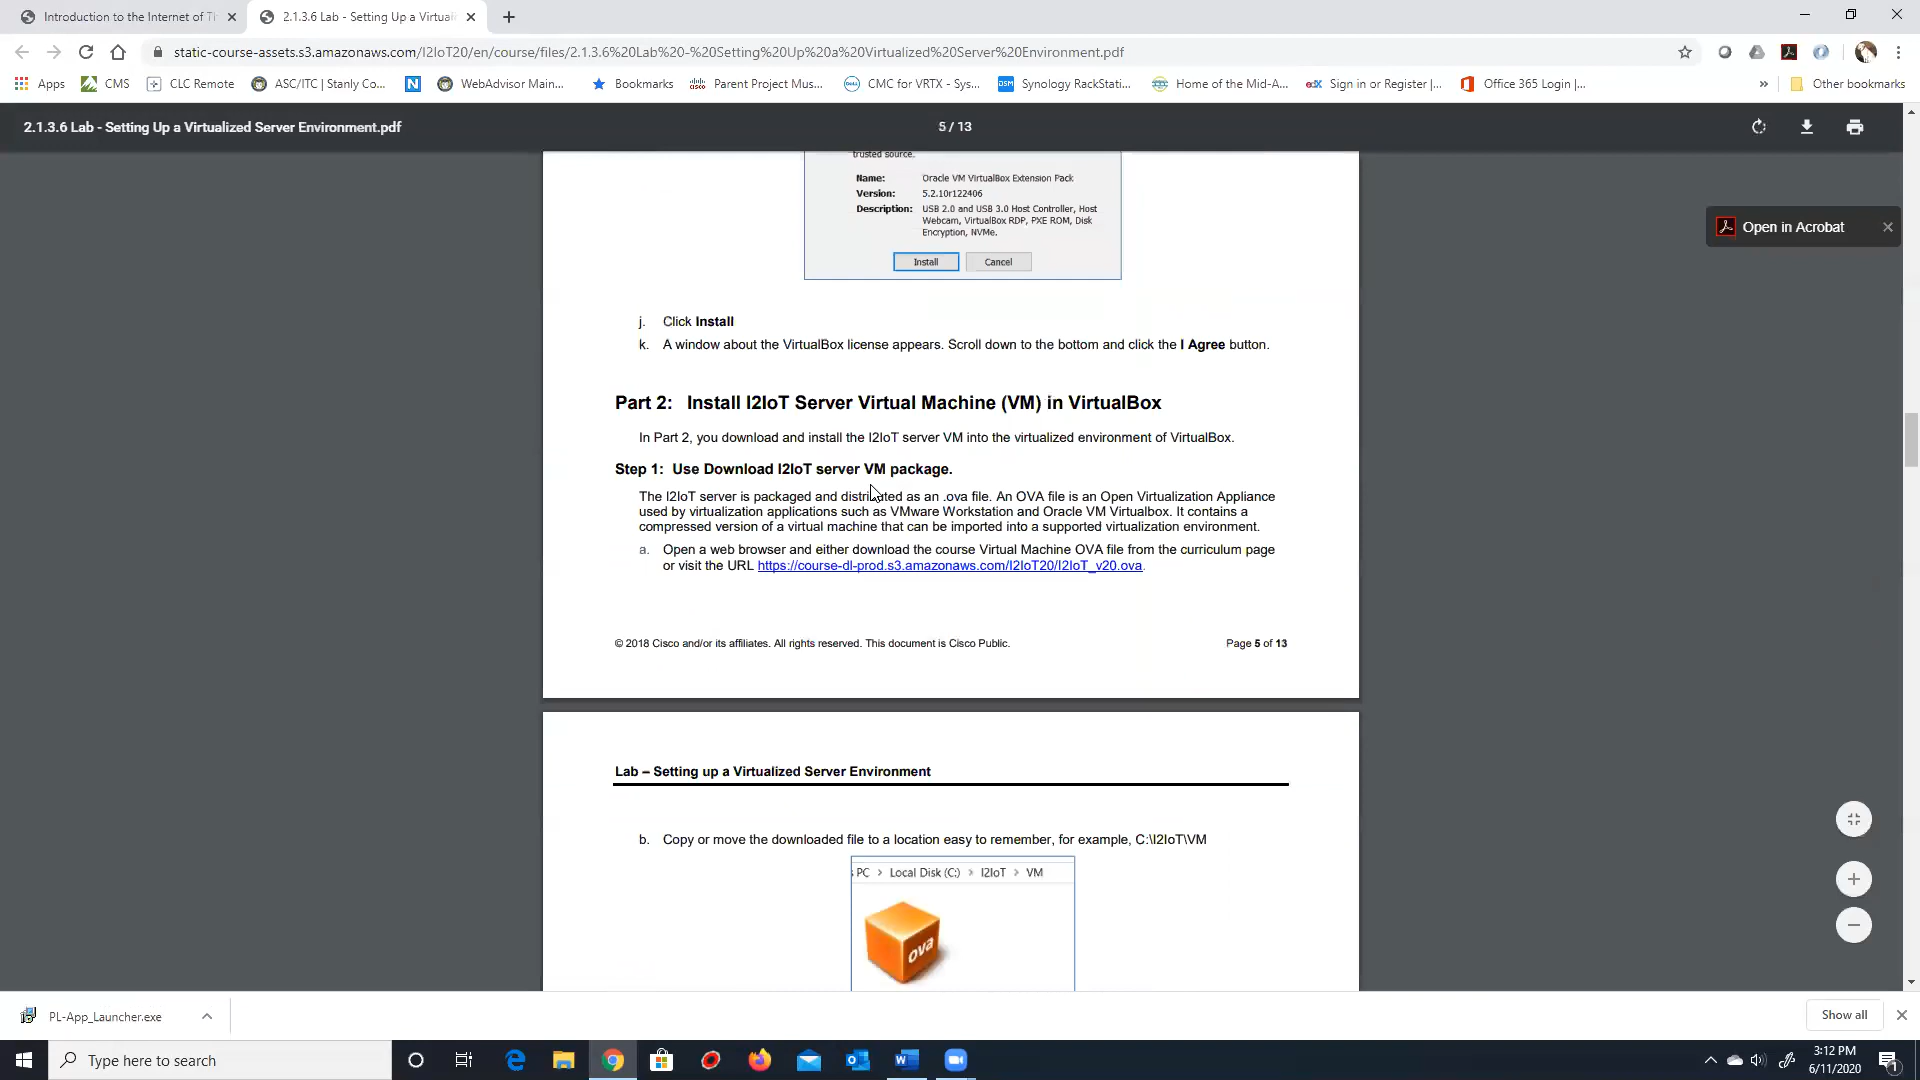 Introduction to the Internet of Ti
2.1.3.6 Lab - Setting Up a Virtual
static-course-assets.s3.amazonaws.com/I2IoT20/en/course/files/2.1.3.6%20Lab%20-%20Setting%20Up%20a%20Virtualized%20Server%20Environment.pdf
Apps
CMS
CLC Remote
ASC/ITC | Stanly Co...
N
WebAdvisor Main...
Bookmarks
cisco
Parent Project Mus...
CMC for VRTX - Sys...
DSM
Synology RackStati...
Home of the Mid-A...
edX
Sign in or Register |...
Office 365 Login |...
»
Other bookmarks
2.1.3.6 Lab - Setting Up a Virtualized Server Environment.pdf
5 / 13
Open in Acrobat
trusted source.
Name: Oracle VM VirtualBox Extension Pack
Version: 5.2.10r122406
Description: USB 2.0 and USB 3.0 Host Controller, Host
Webcam, VirtualBox RDP, PXE ROM, Disk
Encryption, NVMe.
Install Cancel
j. Click Install
k. A window about the VirtualBox license appears. Scroll down to the bottom and click the I Agree button.
Part 2: Install I2IoT Server Virtual Machine (VM) in VirtualBox
In Part 2, you download and install the I2IoT server VM into the virtualized environment of VirtualBox.
Step 1: Use Download I2IoT server VM package.
The I2IoT server is packaged and distributed as an .ova file. An OVA file is an Open Virtualization Appliance
used by virtualization applications such as VMware Workstation and Oracle VM Virtualbox. It contains a
compressed version of a virtual machine that can be imported into a supported virtualization environment.
a. Open a web browser and either download the course Virtual Machine OVA file from the curriculum page
or visit the URL https://course-dl-prod.s3.amazonaws.com/I2IoT20/I2IoT_v20.ova.
© 2018 Cisco and/or its affiliates. All rights reserved. This document is Cisco Public.
Page 5 of 13
Lab – Setting up a Virtualized Server Environment
b. Copy or move the downloaded file to a location easy to remember, for example, C:\I2IoT\VM
PC > Local Disk (C:) > I2IoT > VM
ova
PL-App_Launcher.exe
Show all
Type here to search
3:12 PM
6/11/2020
1